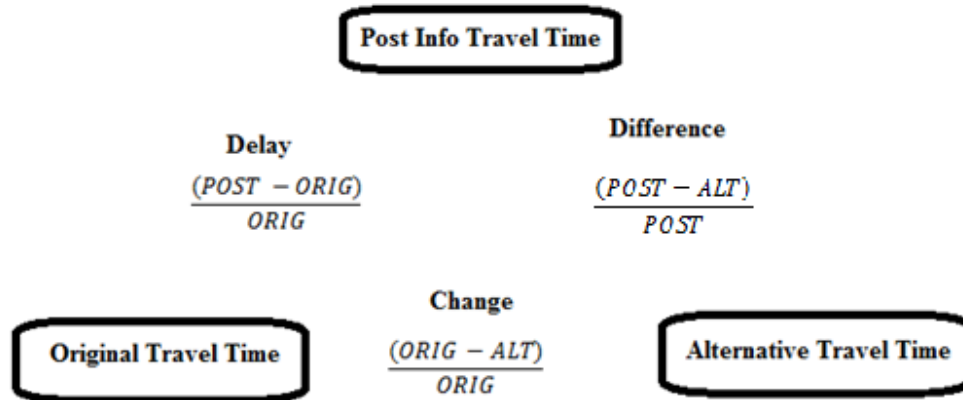 Post Info Travel Time
Delay
Difference
(POST - ORIG)
ORIG
(POST - ALT)
POST
Change
(ORIG - ALT)
ORIG
Original Travel Time
Alternative Travel Time